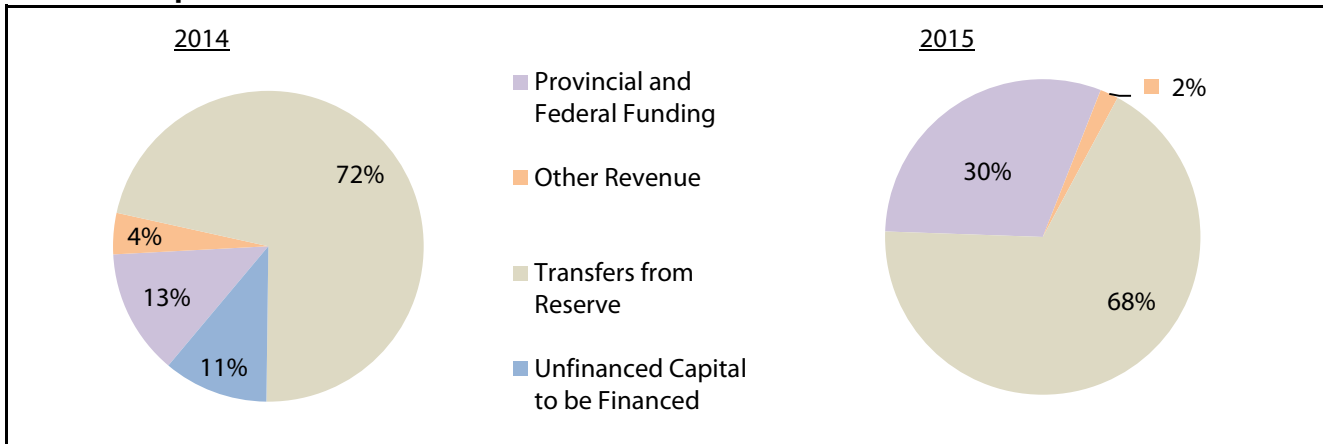 2014
2015
Provincial and
Federal Funding
Other Revenue
Transfers from
Reserve
Unfinanced Capital
to be Financed
72%
4%
13%
11%
2%
30%
68%